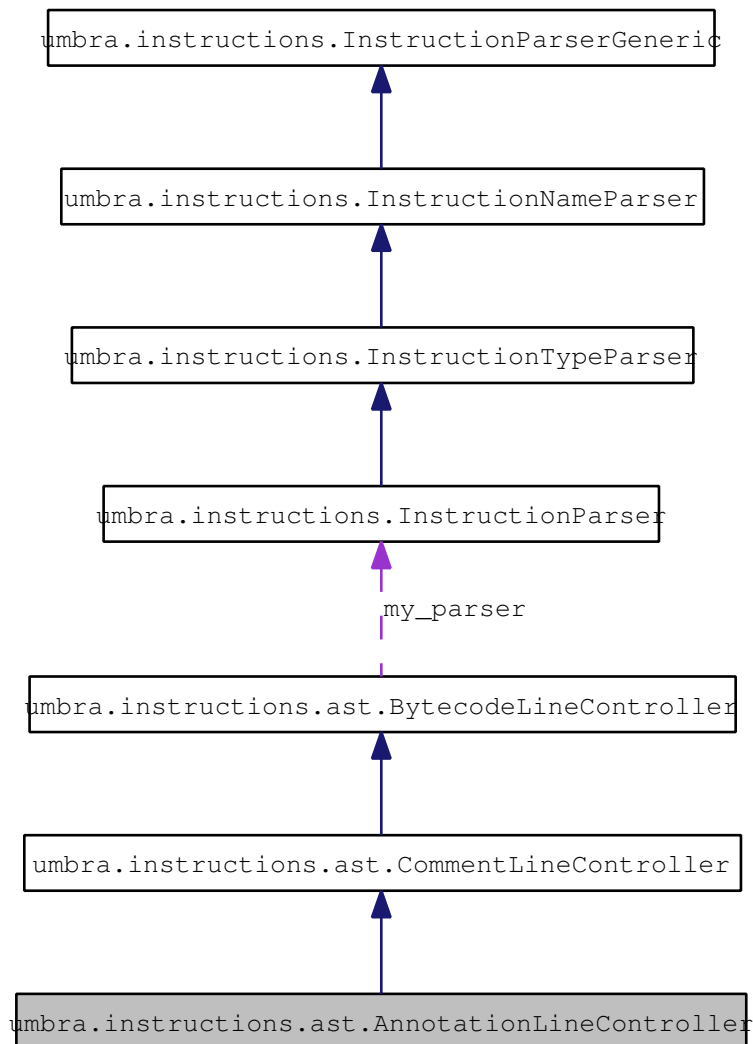 umbra.instructions.InstructionParserGeneric
umbra.instructions.InstructionNameParser
umbra.instructions.InstructionTypeParser
umbra.instructions.InstructionParser
my_parser
umbra.instructions.ast.BytecodeLineController
umbra.instructions.ast.CommentLineController
umbra.instructions.ast.AnnotationLineController